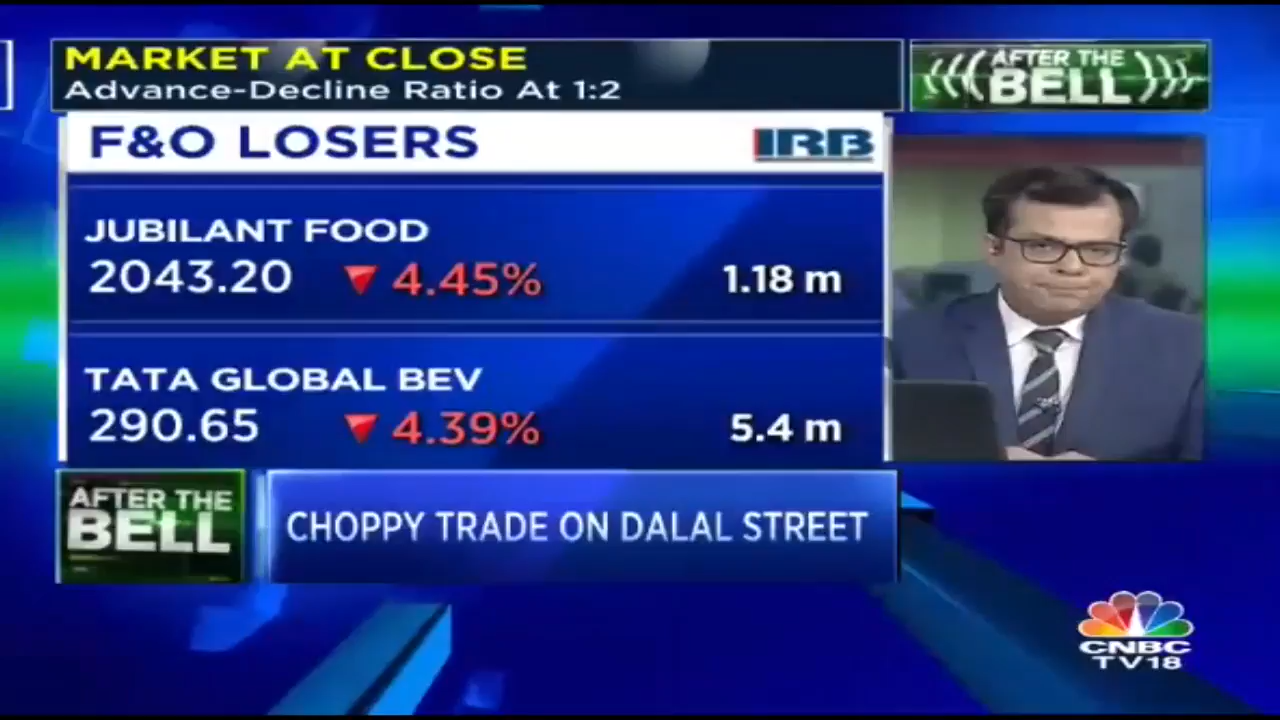 MARKET AT CLOSE
Advance-Decline Ratio At 1:2
AFTER THE
BELL
F&O LOSERS
IRB
JUBILANT FOOD
2043.20 ▼ 4.45% 1.18 m
TATA GLOBAL BEV
290.65 ▼ 4.39% 5.4 m
AFTER THE
BELL
CHOPPY TRADE ON DALAL STREET
CNBC
TV18